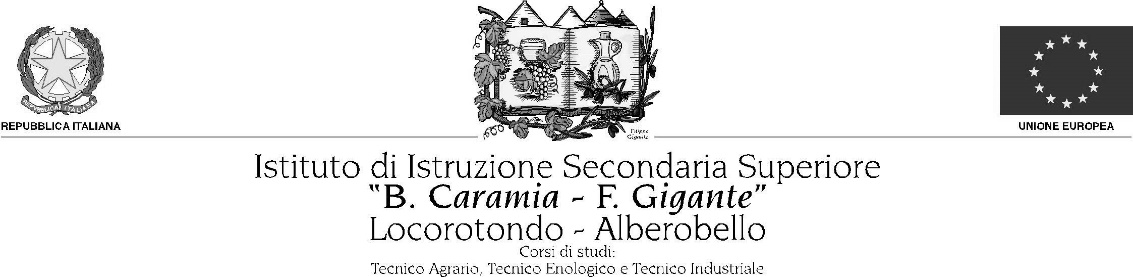 REPUBBLICA ITALIANA
UNIONE EUROPEA
Istituto di Istruzione Secondaria Superiore
"B. Caramia - F. Gigante"
Locorotondo - Alberobello
Corsi di studi:
Tecnico Agrario, Tecnico Enologico e Tecnico Industriale